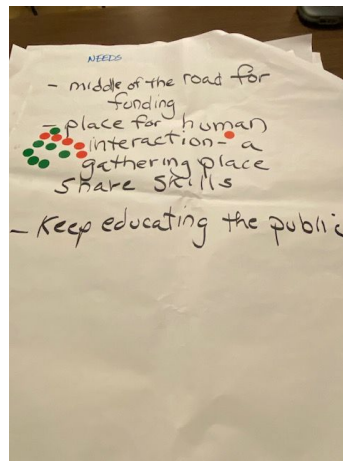 NEEDS
- middle of the road for
funding
- place for human
interaction - a
gathering place
share skills
- Keep educating the public